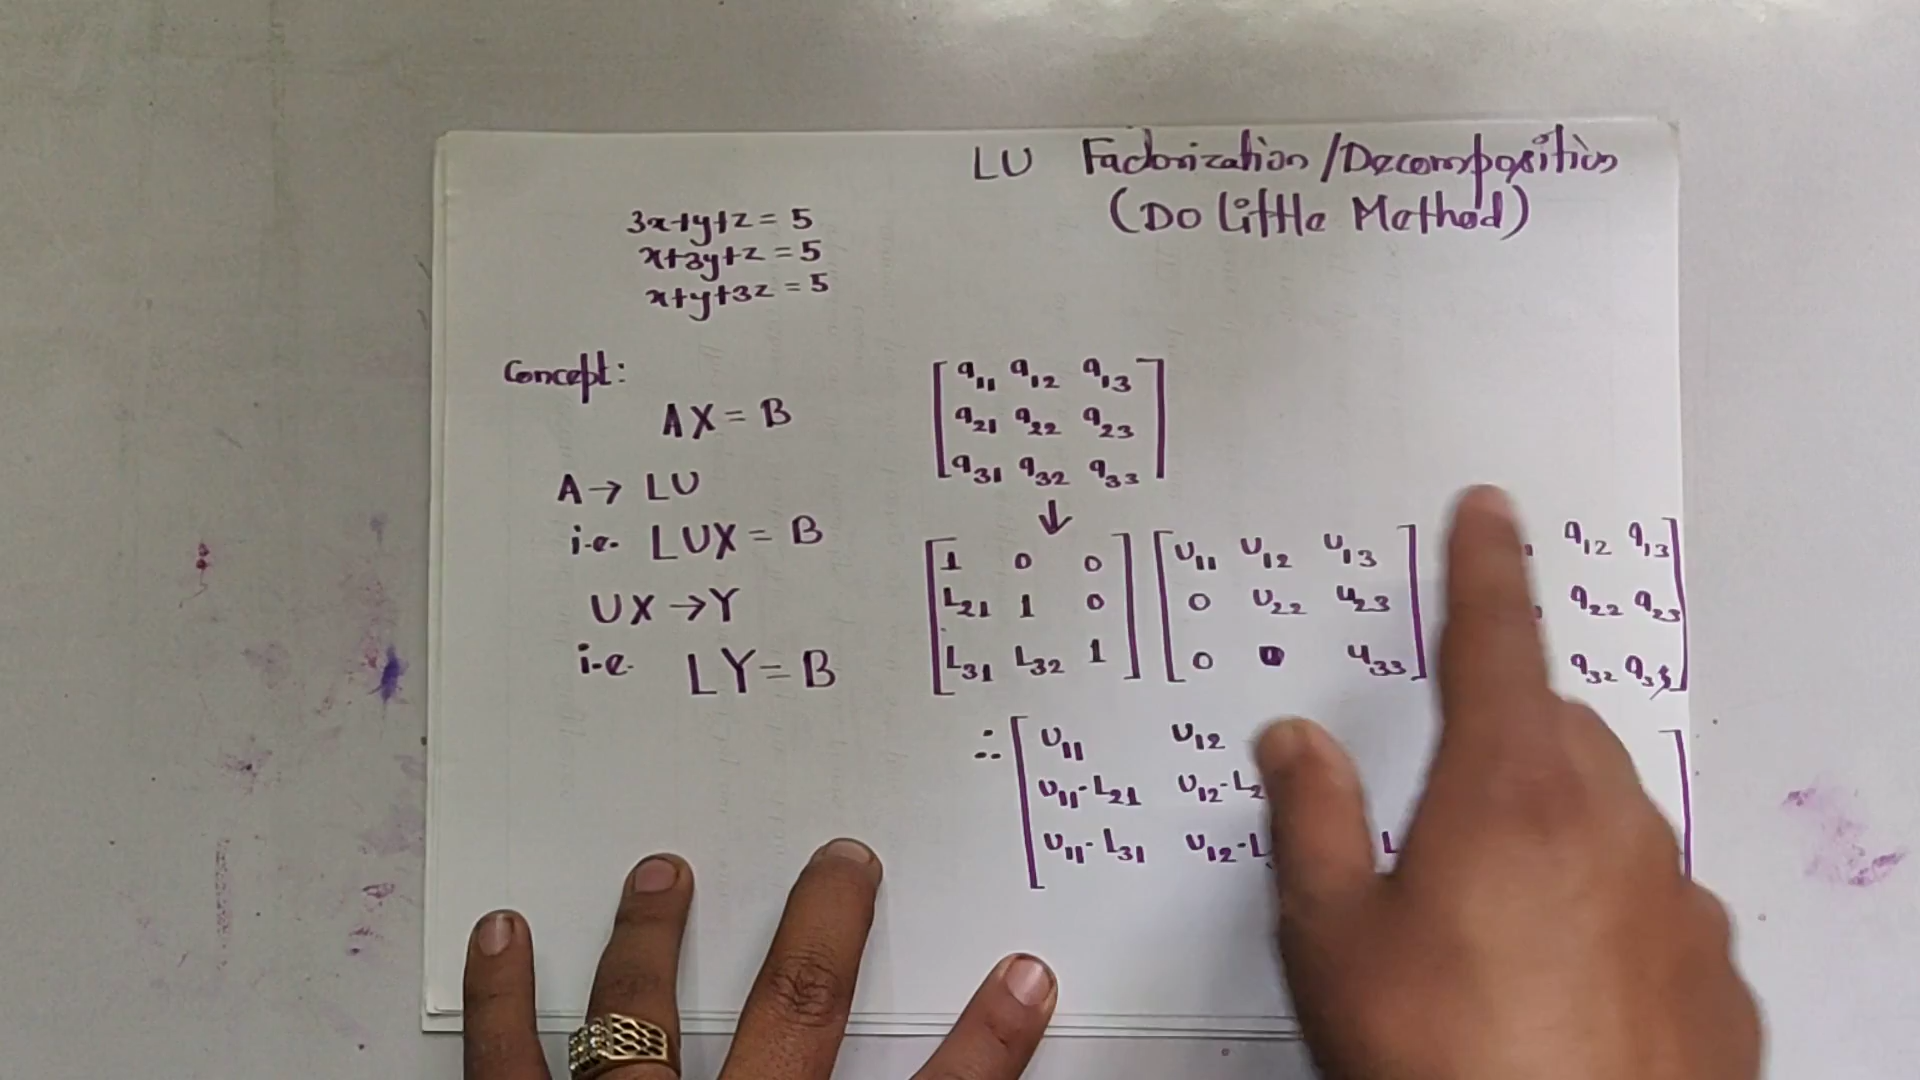 LU Factorization/Decomposition
(Do little Method)
3x+y+z = 5
x+3y+z = 5
x+y+3z = 5
Concept:
AX = B
A → LU
i.e. LUX = B
UX → Y
i.e. LY = B
a11 a12 a13
a21 a22 a23
a31 a32 a33
↓
1 0 0 U11 U12 U13 a12 a13
L21 1 0 0 U22 U23 a22 a23
L31 L32 1 0 0 U33 a32 a33
∴ U11 U12
U11·L21 U12·L2
U11·L31 U12·L